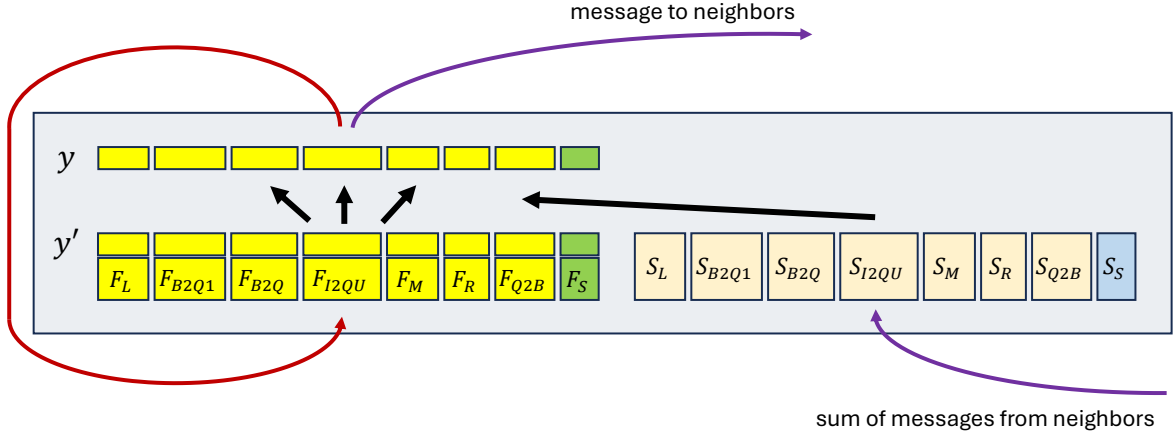 message to neighbors
y
y′
F_L F_B2Q1 F_B2Q F_I2QU F_M F_R F_Q2B F_S S_L S_B2Q1 S_B2Q S_I2QU S_M S_R S_Q2B S_S
sum of messages from neighbors